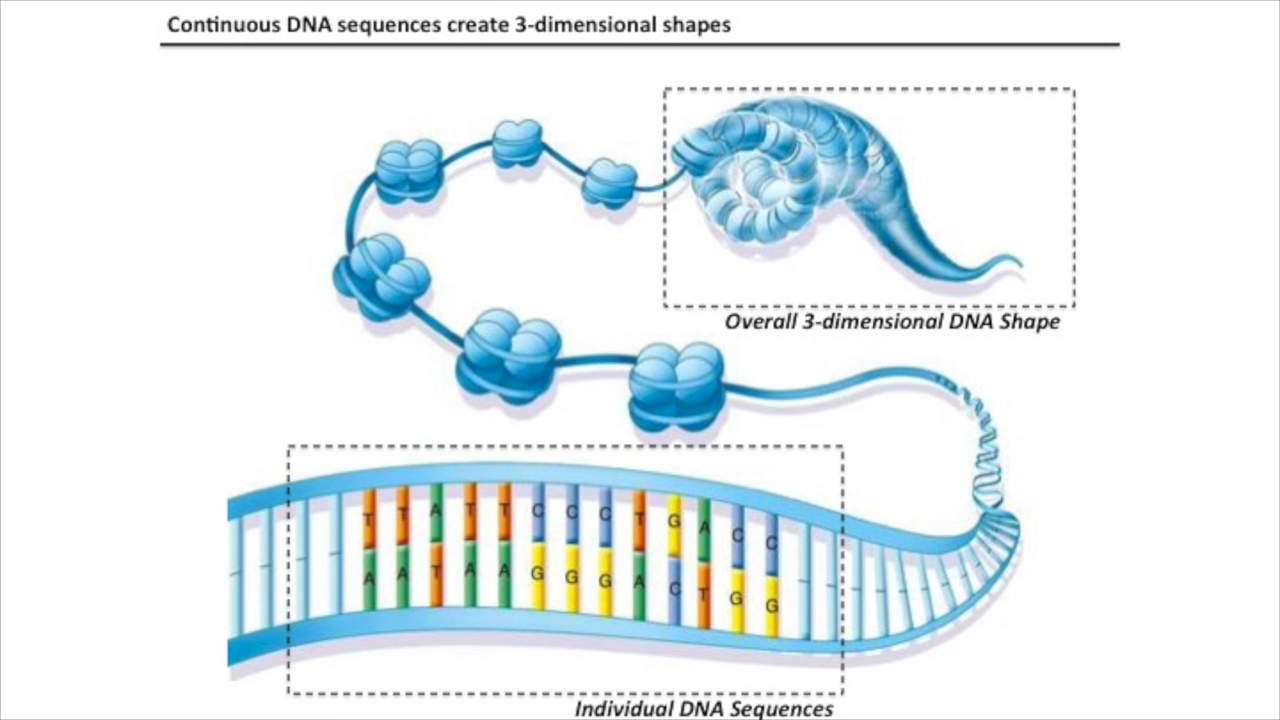 Continuous DNA sequences create 3-dimensional shapes
Overall 3-dimensional DNA Shape
T T A T T C C C T G A C C
A A T A A G G G A C T G G
Individual DNA Sequences